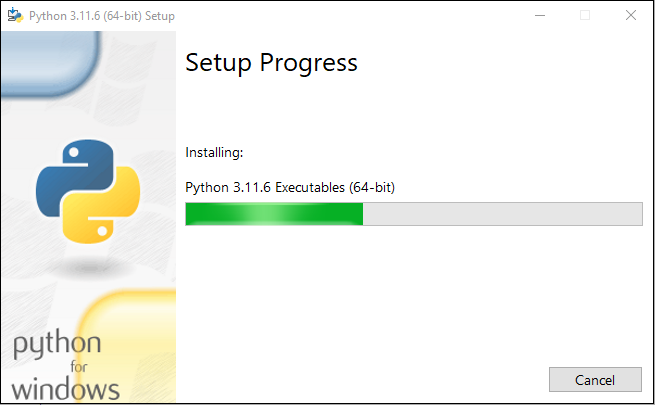 Python 3.11.6 (64-bit) Setup
Setup Progress
Installing:
Python 3.11.6 Executables (64-bit)
python
for
windows
Cancel